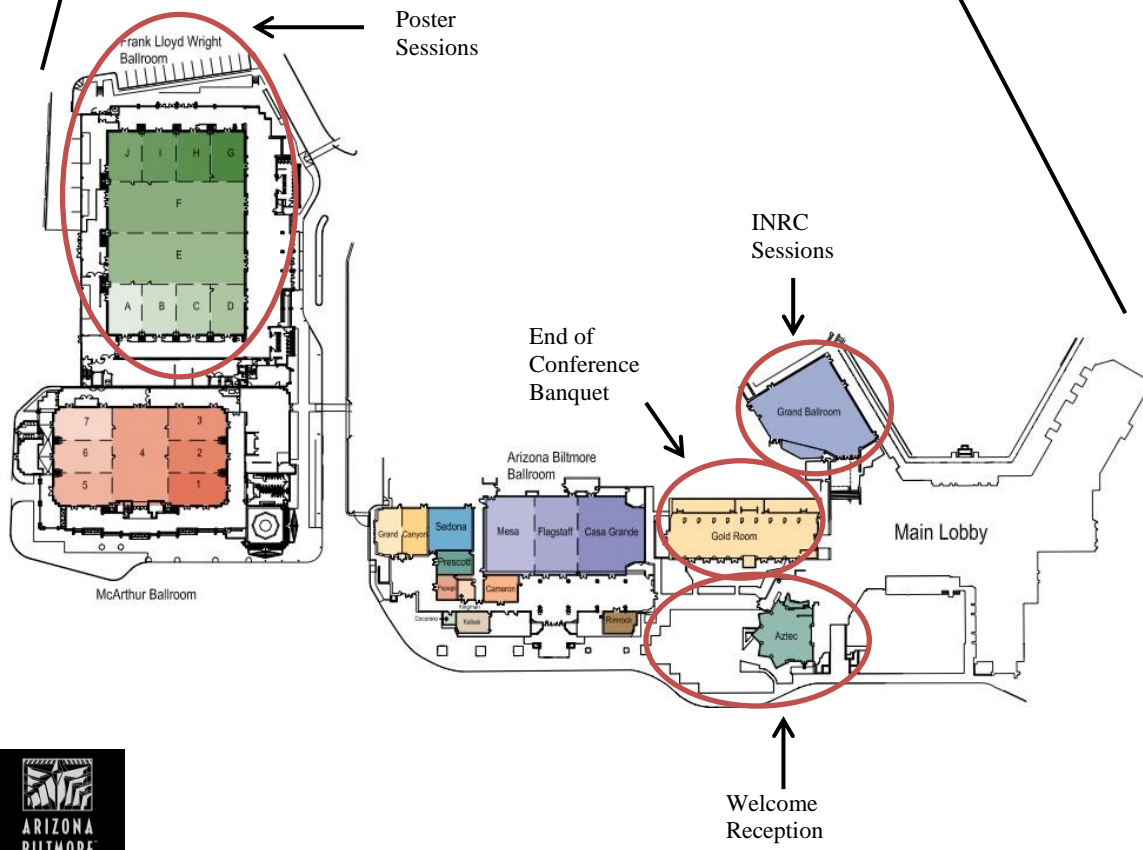 Poster
Sessions
Frank Lloyd Wright
Ballroom
J I H G
F
E
A B C D
7 3
6 4 2
5 1
McArthur Ballroom
INRC
Sessions
End of
Conference
Banquet
Grand Ballroom
Arizona Biltmore
Ballroom
Grand Canyon Sedona
Mesa Flagstaff Casa Grande
Gold Room
Main Lobby
Prescott
Cameron
Kingman
Kaibab
Rimrock
Aztec
Welcome
Reception
ARIZONA
BILTMORE